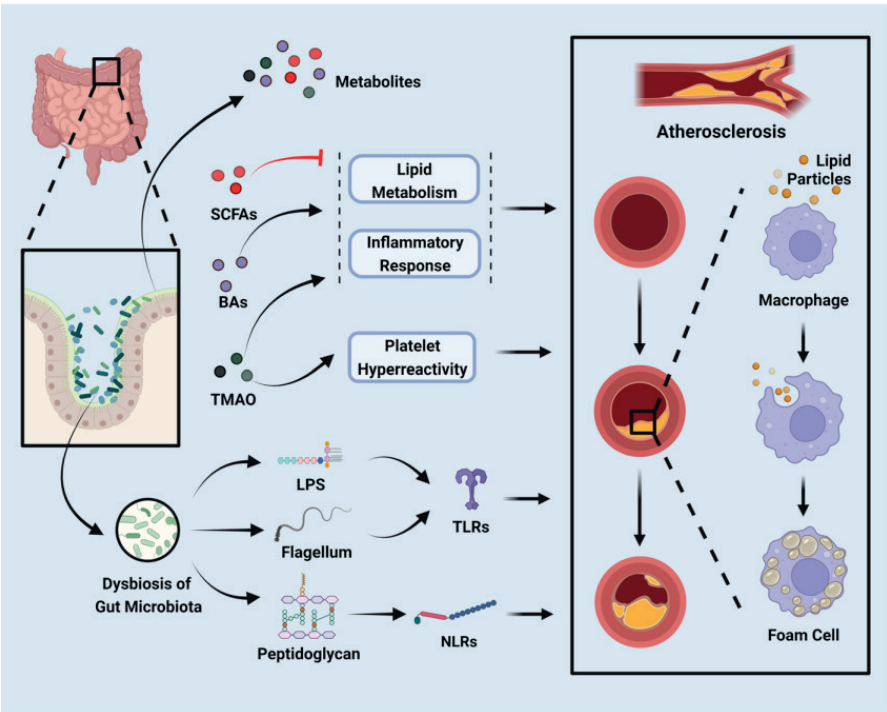 Metabolites
Atherosclerosis
Lipid
Particles
SCFAs
Lipid
Metabolism
BAs
Inflammatory
Response
Macrophage
TMAO
Platelet
Hyperreactivity
LPS
TLRs
Flagellum
Dysbiosis of
Gut Microbiota
Peptidoglycan
NLRs
Foam Cell